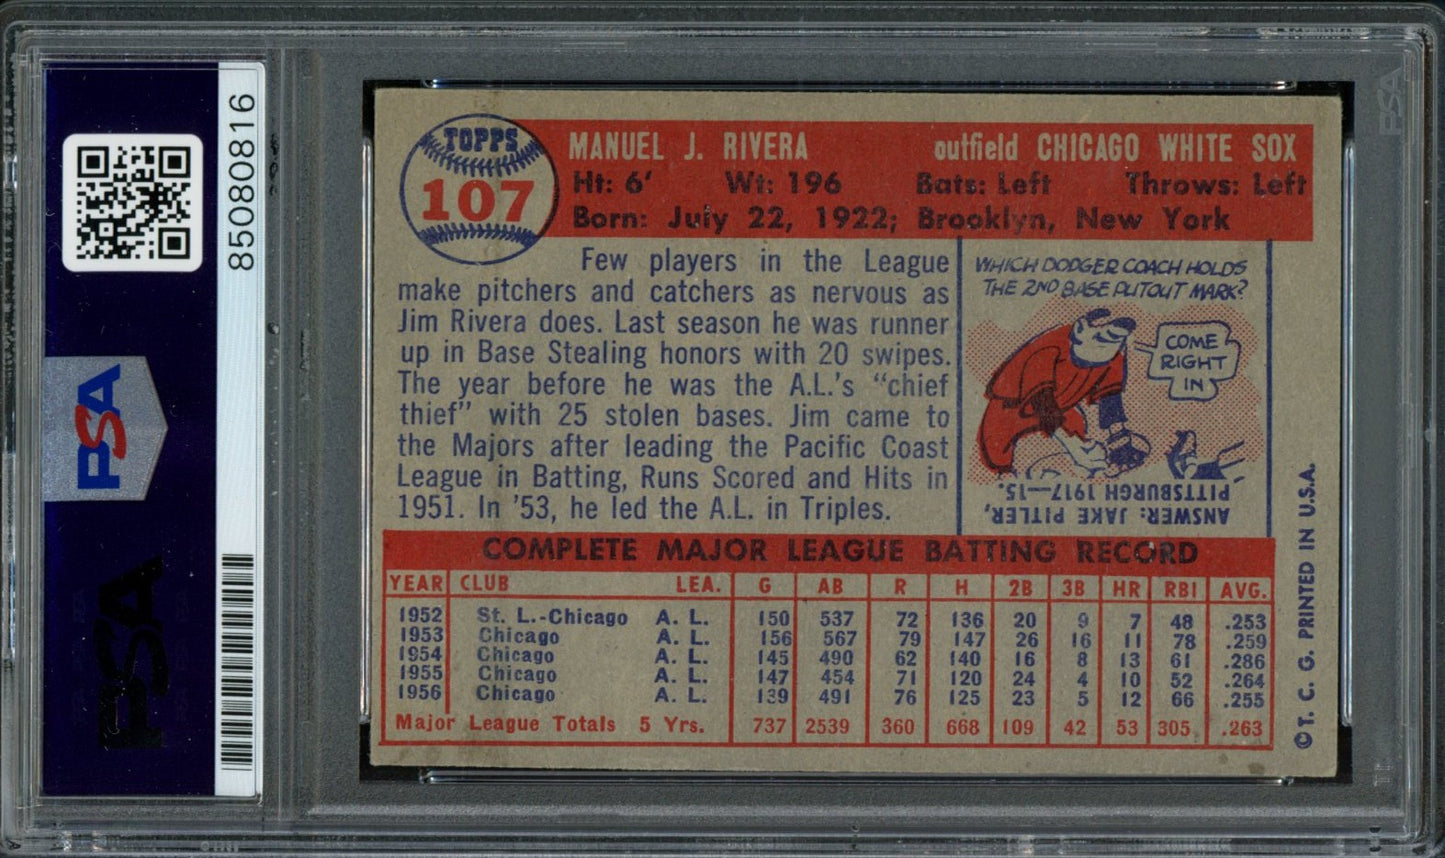 85080816
PSA
PSA
PSA
TOPPS
107
MANUEL J. RIVERA outfield CHICAGO WHITE SOX
Ht: 6' Wt: 196 Bats: Left Throws: Left
Born: July 22, 1922; Brooklyn, New York
Few players in the League
make pitchers and catchers as nervous as
Jim Rivera does. Last season he was runner
up in Base Stealing honors with 20 swipes.
The year before he was the A.L.'s “chief
thief” with 25 stolen bases. Jim came to
the Majors after leading the Pacific Coast
League in Batting, Runs Scored and Hits in
1951. In '53, he led the A.L. in Triples.
WHICH DODGER COACH HOLDS
THE 2ND BASE PUTOUT MARK?
COME
RIGHT
IN
ANSWER: JAKE PITLER,
PITTSBURGH 1917—15.
COMPLETE MAJOR LEAGUE BATTING RECORD
YEAR CLUB LEA. G AB R H 2B 3B HR RBI AVG.
1952 St. L.-Chicago A. L. 150 537 72 136 20 9 7 48 .253
1953 Chicago A. L. 156 567 79 147 26 16 11 78 .259
1954 Chicago A. L. 145 490 62 140 16 8 13 61 .286
1955 Chicago A. L. 147 454 71 120 24 4 10 52 .264
1956 Chicago A. L. 139 491 76 125 23 5 12 66 .255
Major League Totals 5 Yrs. 737 2539 360 668 109 42 53 305 .263
©T. C. G. PRINTED IN U.S.A.